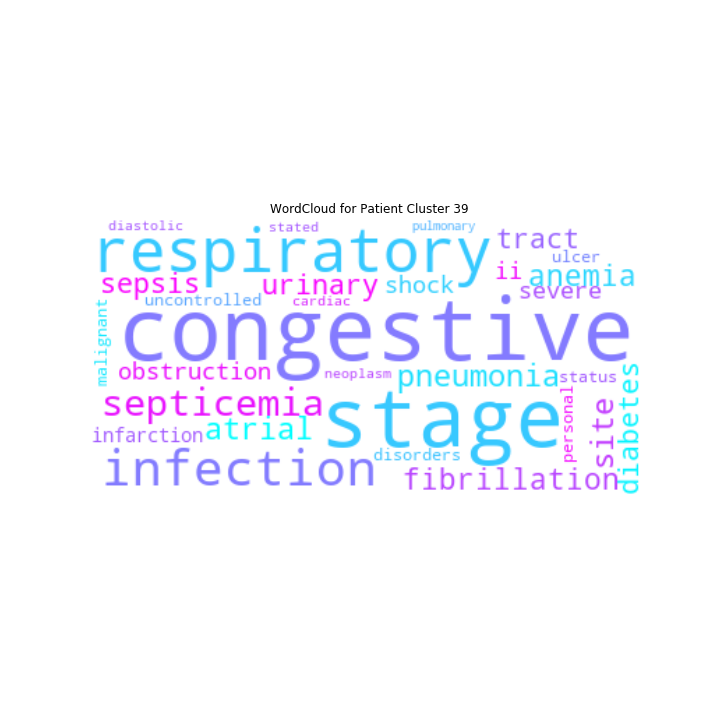 WordCloud for Patient Cluster 39
diastolic
stated
pulmonary
respiratory
tract
ulcer
sepsis
urinary
shock
ii
anemia
severe
uncontrolled
cardiac
malignant
congestive
obstruction
neoplasm
pneumonia
status
diabetes
septicemia
stage
personal
site
infarction
atrial
disorders
infection
fibrillation